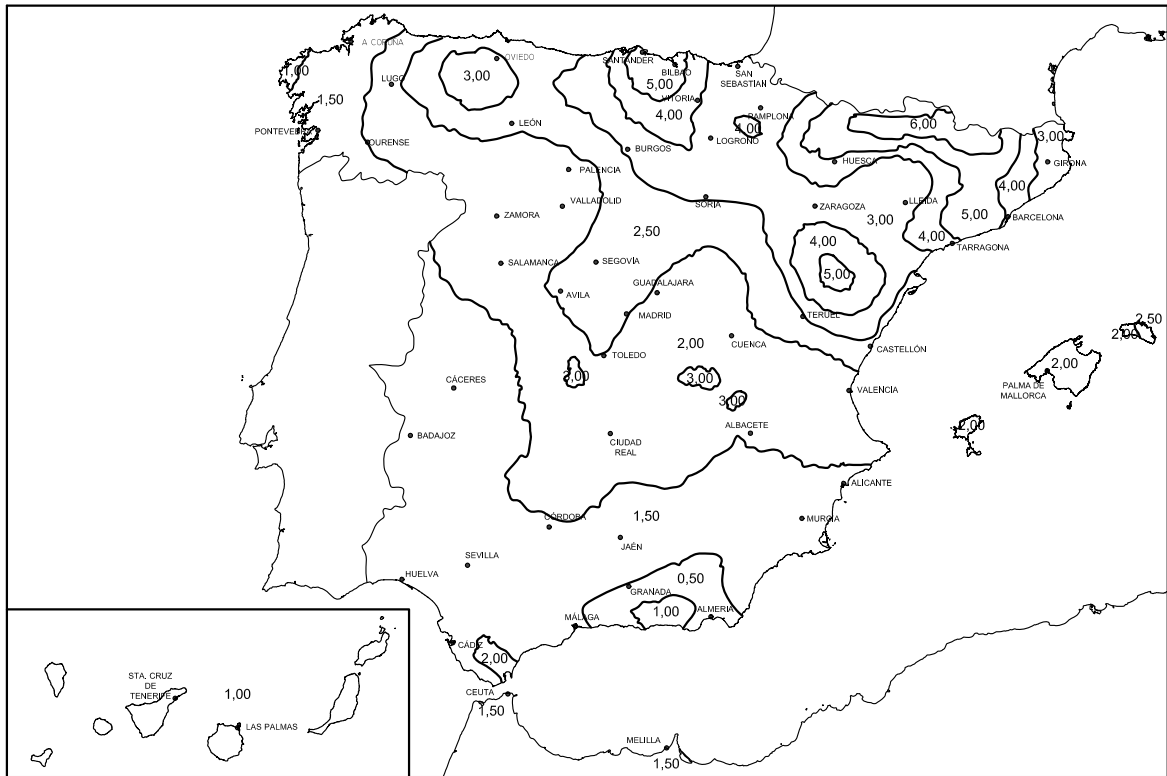 A CORUÑA
OVIEDO
SANTANDER
BILBAO
SAN
SEBASTIAN
1,00
3,00
5,00
LUGO
1,50
VITORIA
4,00
PAMPLONA
4,00
6,00
LEÓN
LOGROÑO
PONTEVEDRA
3,00
OURENSE
BURGOS
HUESCA
GIRONA
PALENCIA
4,00
VALLADOLID
SORIA
ZARAGOZA
LLEIDA
ZAMORA
3,00
5,00
BARCELONA
2,50
4,00
4,00
TARRAGONA
SALAMANCA
SEGOVÍA
5,00
GUADALAJARA
AVILA
MADRID
TERUEL
2,50
2,00
2,00
CUENCA
CASTELLÓN
TOLEDO
2,00
3,00
3,00
CÁCERES
PALMA DE
MALLORCA
VALENCIA
3,00
ALBACETE
2,00
BADAJOZ
CIUDAD
REAL
ALICANTE
1,50
CÓRDOBA
MURCIA
JAÉN
SEVILLA
HUELVA
0,50
GRANADA
1,00
ALMERIA
MÁLAGA
CÁDIZ
2,00
STA. CRUZ
DE
TENERIFE
1,00
CEUTA
1,50
LAS PALMAS
MELILLA
1,50